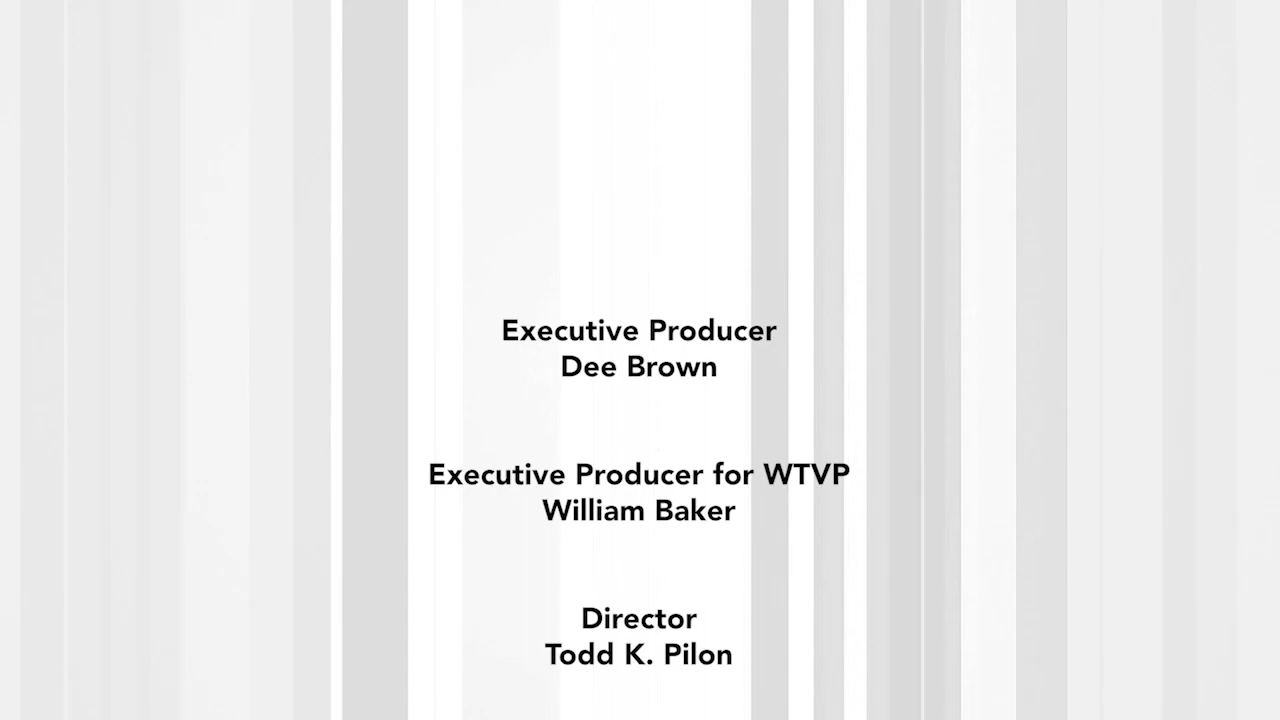 Executive Producer
Dee Brown
Executive Producer for WTVP
William Baker
Director
Todd K. Pilon